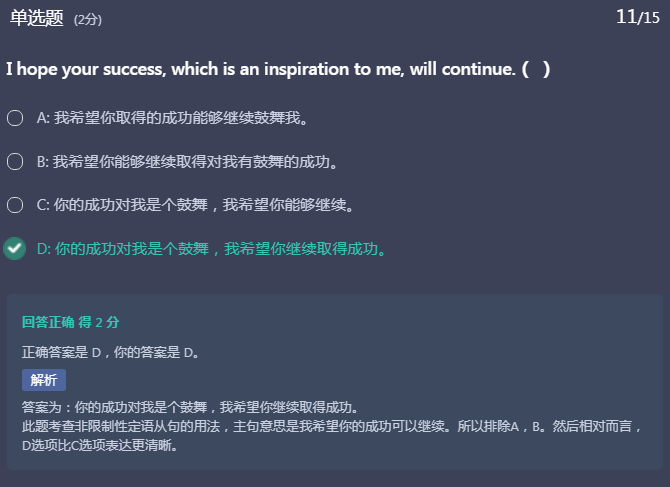 单选题 (2分) 11/15
I hope your success, which is an inspiration to me, will continue. ( )
A: 我希望你取得的成功能够继续鼓舞我。
B: 我希望你能够继续取得对我有鼓舞的成功。
C: 你的成功对我是个鼓舞，我希望你能够继续。
D: 你的成功对我是个鼓舞，我希望你继续取得成功。
回答正确 得 2 分
正确答案是 D，你的答案是 D。
解析
答案为：你的成功对我是个鼓舞，我希望你继续取得成功。
此题考查非限制性定语从句的用法，主句意思是我希望你的成功可以继续。所以排除A，B。然后相对而言，
D选项比C选项表达更清晰。